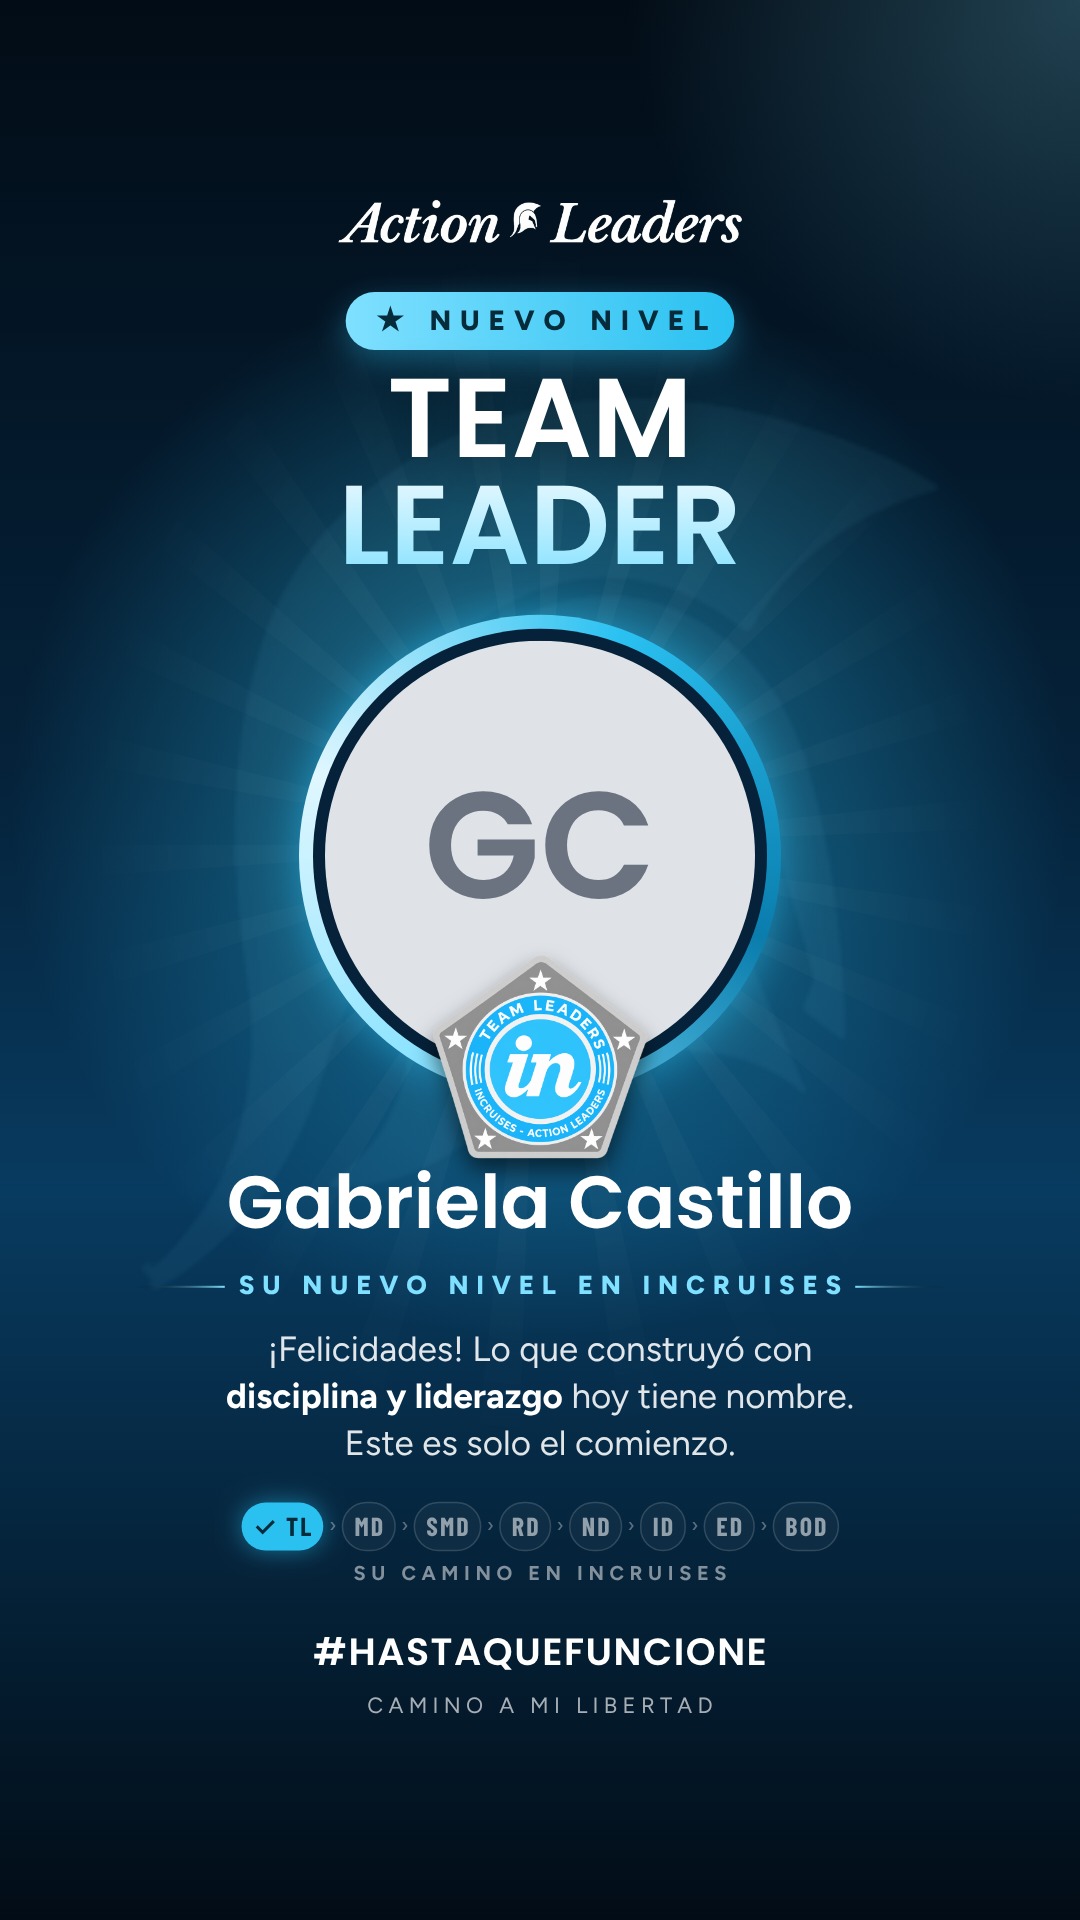 Action Leaders
★ NUEVO NIVEL
TEAM
LEADER
GC
TEAM LEADERS
in
INCRUISES - ACTION LEADERS
Gabriela Castillo
SU NUEVO NIVEL EN INCRUISES
¡Felicidades! Lo que construyó con
disciplina y liderazgo hoy tiene nombre.
Este es solo el comienzo.
✓ TL › MD › SMD › RD › ND › ID › ED › BOD
SU CAMINO EN INCRUISES
#HASTAQUEFUNCIONE
CAMINO A MI LIBERTAD